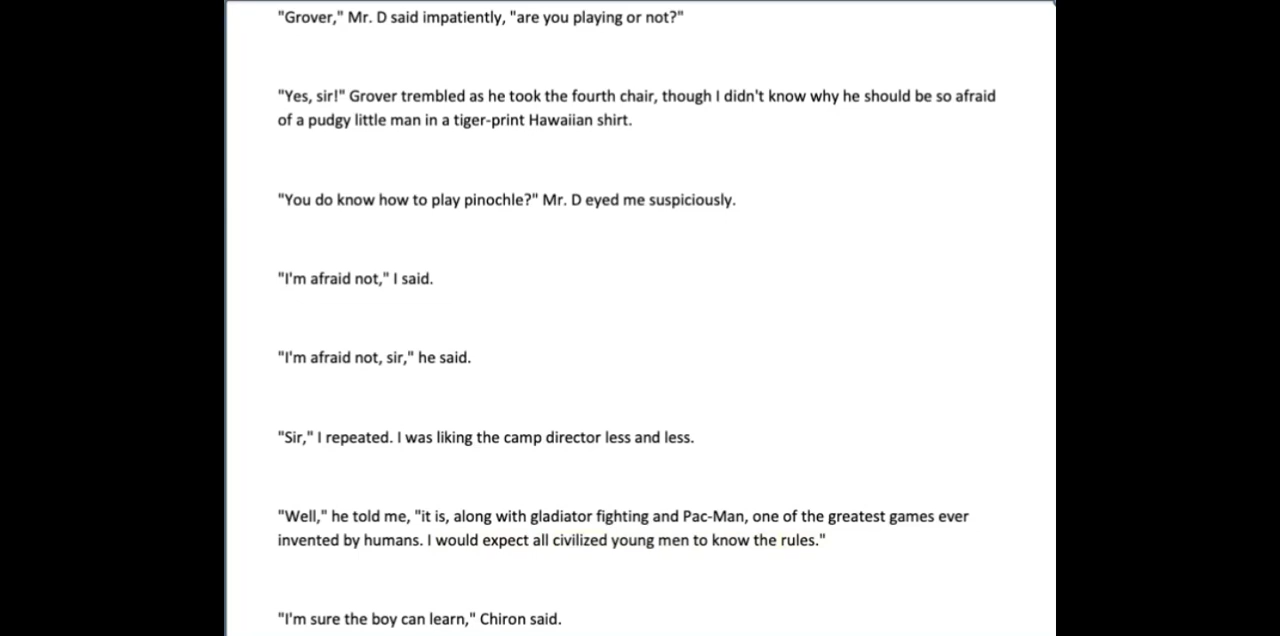 "Grover," Mr. D said impatiently, "are you playing or not?"
"Yes, sir!" Grover trembled as he took the fourth chair, though I didn't know why he should be so afraid
of a pudgy little man in a tiger-print Hawaiian shirt.
"You do know how to play pinochle?" Mr. D eyed me suspiciously.
"I'm afraid not," I said.
"I'm afraid not, sir," he said.
"Sir," I repeated. I was liking the camp director less and less.
"Well," he told me, "it is, along with gladiator fighting and Pac-Man, one of the greatest games ever
invented by humans. I would expect all civilized young men to know the rules."
"I'm sure the boy can learn," Chiron said.